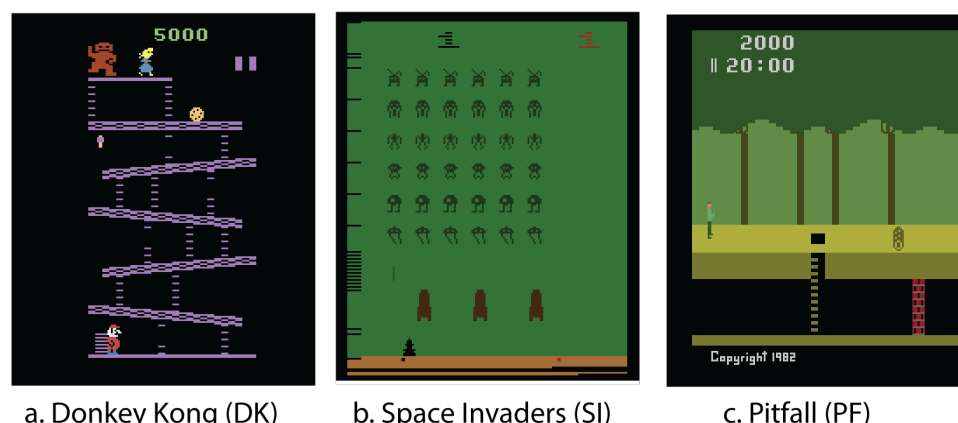 5000
2000
20:00
Copyright 1982
a. Donkey Kong (DK)
b. Space Invaders (SI)
c. Pitfall (PF)